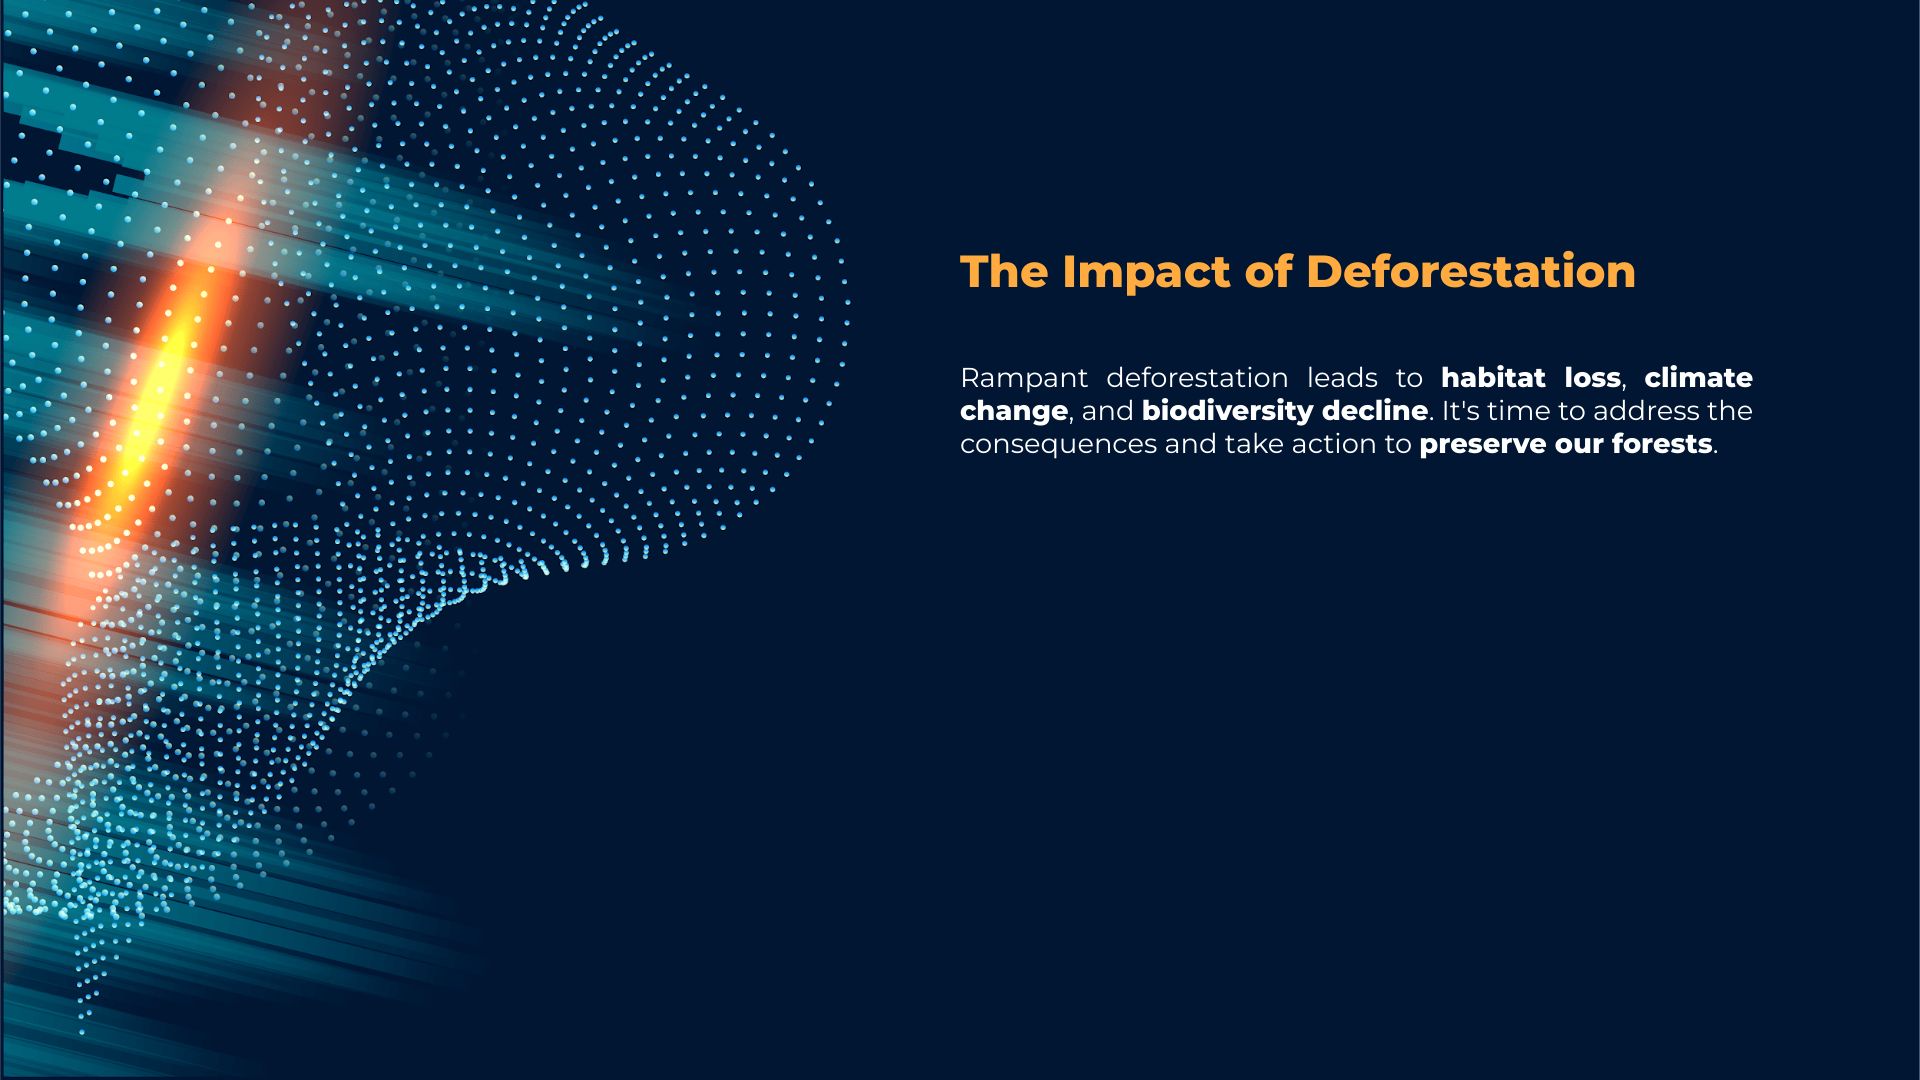 The Impact of Deforestation
Rampant deforestation leads to habitat loss, climate
change, and biodiversity decline. It's time to address the
consequences and take action to preserve our forests.